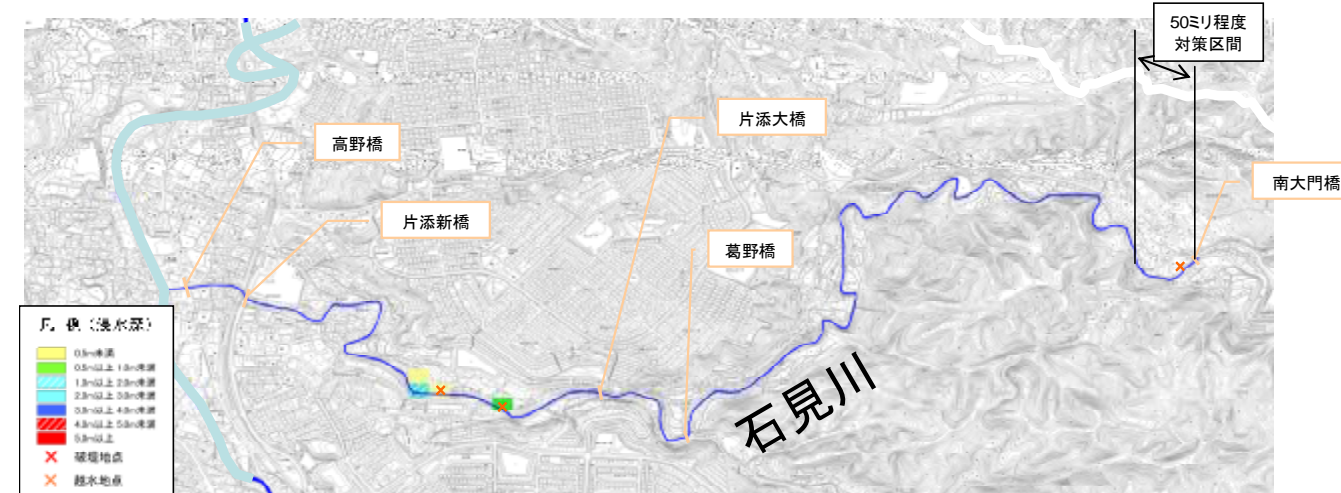 50ミリ程度
対策区間
片添大橋
高野橋
南大門橋
片添新橋
葛野橋
石見川
凡 例 (浸水深)
0.5m未満
0.5m以上 1.0m未満
1.0m以上 2.0m未満
2.0m以上 3.0m未満
3.0m以上 4.0m未満
4.0m以上 5.0m未満
5.0m以上
破堤地点
越水地点